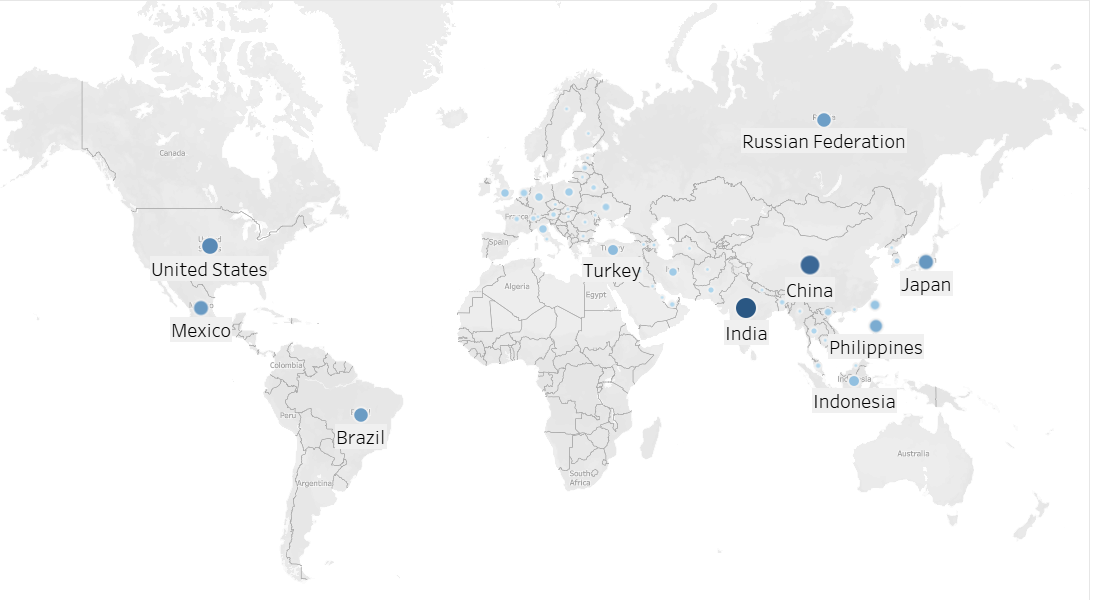 Canada
Russian Federation
France
Spain
United States
Turkey
China
Japan
Algeria
Egypt
Mexico
India
Philippines
Colombia
Peru
Brazil
Indonesia
Argentina
South
Africa
Australia